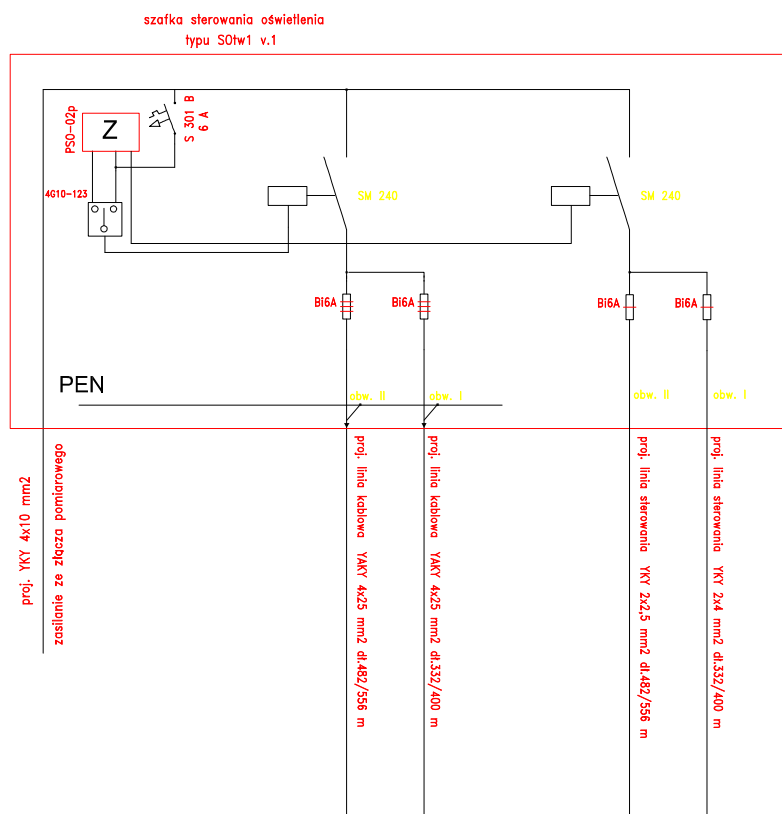 szafka sterowania oświetlenia
typu SOtw1 v.1
PSO-02p
Z
S 301 B
6 A
4G10-123
SM 240
SM 240
Bi6A
Bi6A
Bi6A
Bi6A
PEN
obw. II
obw. I
obw. II
obw. I
proj. YKY 4x10 mm2
zasilanie ze złącza pomiarowego
proj. linia kablowa YAKY 4x25 mm2 dł.482/556 m
proj. linia kablowa YAKY 4x25 mm2 dł.332/400 m
proj. linia sterowania YKY 2x2,5 mm2 dł.482/556 m
proj. linia sterowania YKY 2x4 mm2 dł.332/400 m